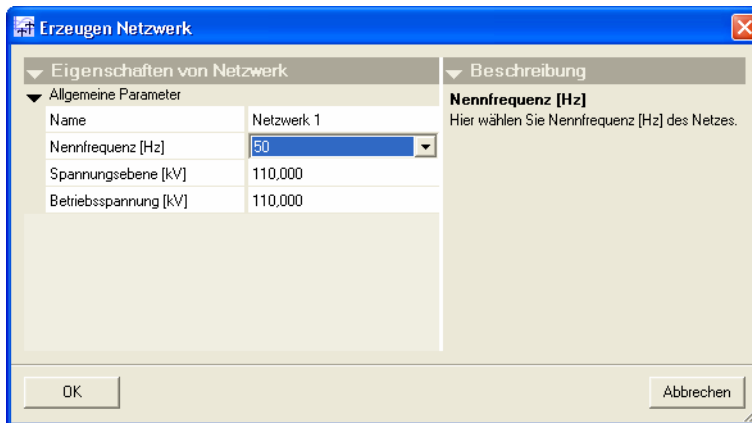 Erzeugen Netzwerk
Eigenschaften von Netzwerk
Allgemeine Parameter
Name Netzwerk 1
Nennfrequenz [Hz] 50
Spannungsebene [kV] 110,000
Betriebsspannung [kV] 110,000
Beschreibung
Nennfrequenz [Hz]
Hier wählen Sie Nennfrequenz [Hz] des Netzes.
OK
Abbrechen